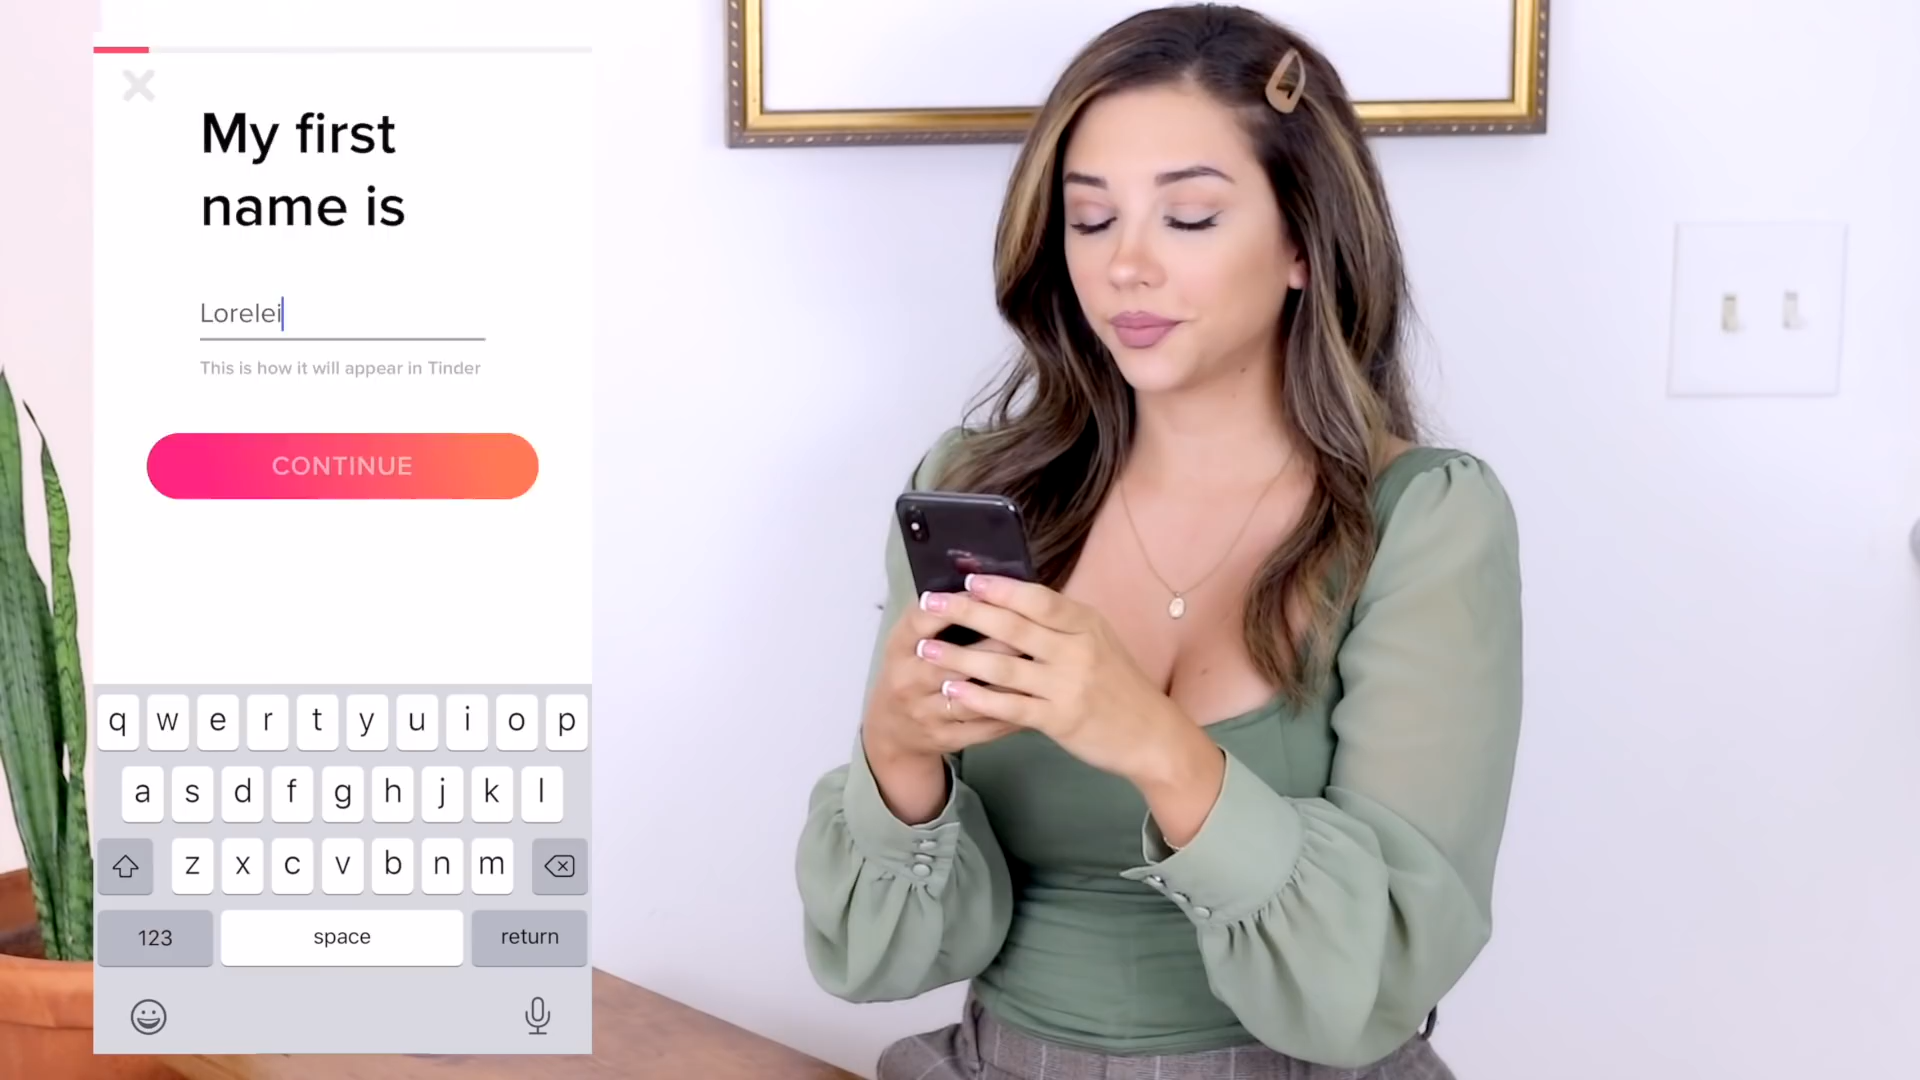 My first
name is
Lorelei
This is how it will appear in Tinder
CONTINUE
q w e r t y u i o p
a s d f g h j k l
z x c v b n m
123 space return